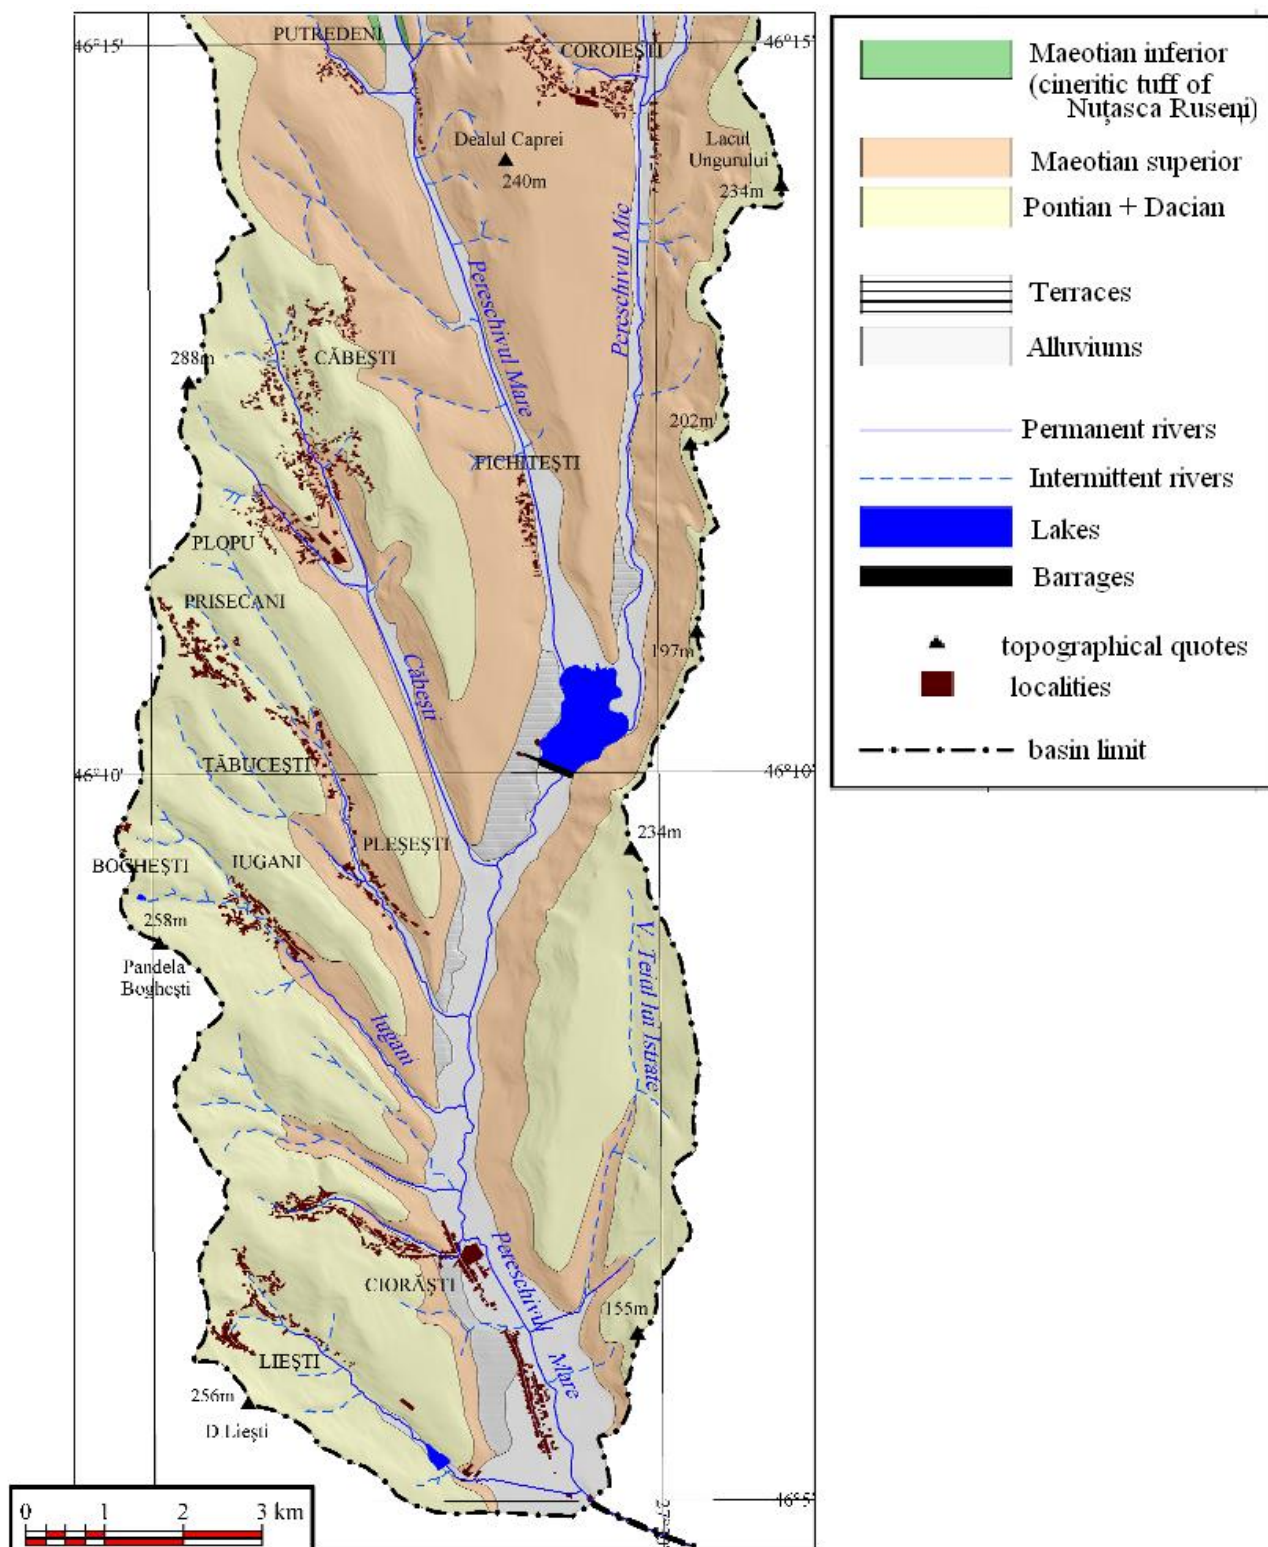 46°15'
PUTREDENI
COROIEȘTI
46°15'
Dealul Caprei
240m
Lacul
Ungurului
234m
Pereschivul Mare
Pereschivul Mic
288m
CĂBEȘTI
202m
FICHITEȘTI
PLOPU
PRISECANI
Căbești
197m
46°10'
TĂBUCEȘTI
46°10'
234m
PLEȘEȘTI
BOGHEȘTI
IUGANI
258m
Pandela
Boghești
V. Teiul lui Istrate
Iugani
Pereschivul
Mare
CIORĂȘTI
155m
LIEȘTI
256m
D.Liești
46°5'
0 1 2 3 km
Maeotian inferior
(cineritic tuff of
Nuțasca Ruseni)
Maeotian superior
Pontian + Dacian
Terraces
Alluviums
Permanent rivers
Intermittent rivers
Lakes
Barrages
topographical quotes
localities
basin limit